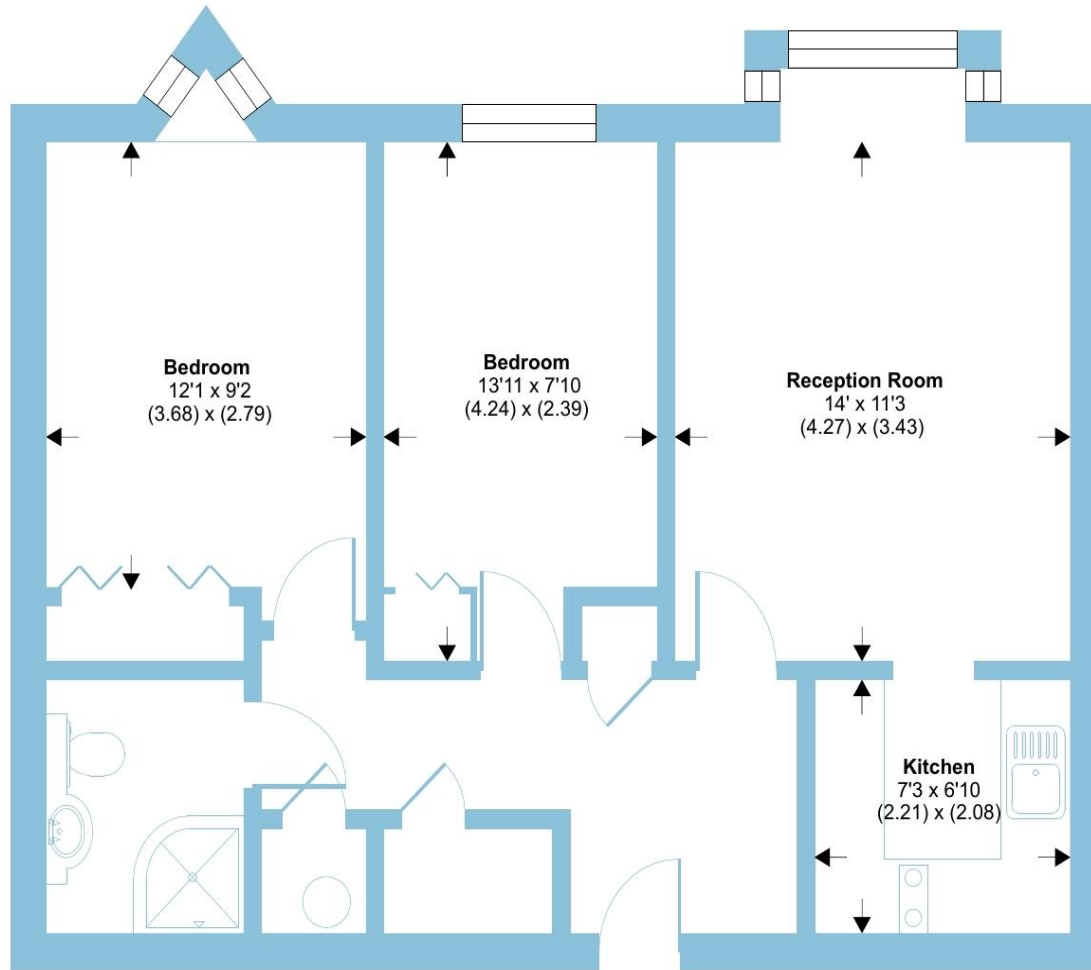 Bedroom
12'1 x 9'2
(3.68) x (2.79)
Bedroom
13'11 x 7'10
(4.24) x (2.39)
Reception Room
14' x 11'3
(4.27) x (3.43)
Kitchen
7'3 x 6'10
(2.21) x (2.08)